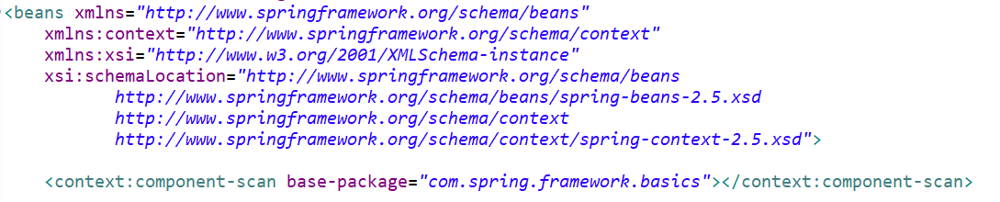 <beans xmlns="http://www.springframework.org/schema/beans"
xmlns:context="http://www.springframework.org/schema/context"
xmlns:xsi="http://www.w3.org/2001/XMLSchema-instance"
xsi:schemaLocation="http://www.springframework.org/schema/beans
http://www.springframework.org/schema/beans/spring-beans-2.5.xsd
http://www.springframework.org/schema/context
http://www.springframework.org/schema/context/spring-context-2.5.xsd">
<context:component-scan base-package="com.spring.framework.basics"></context:component-scan>